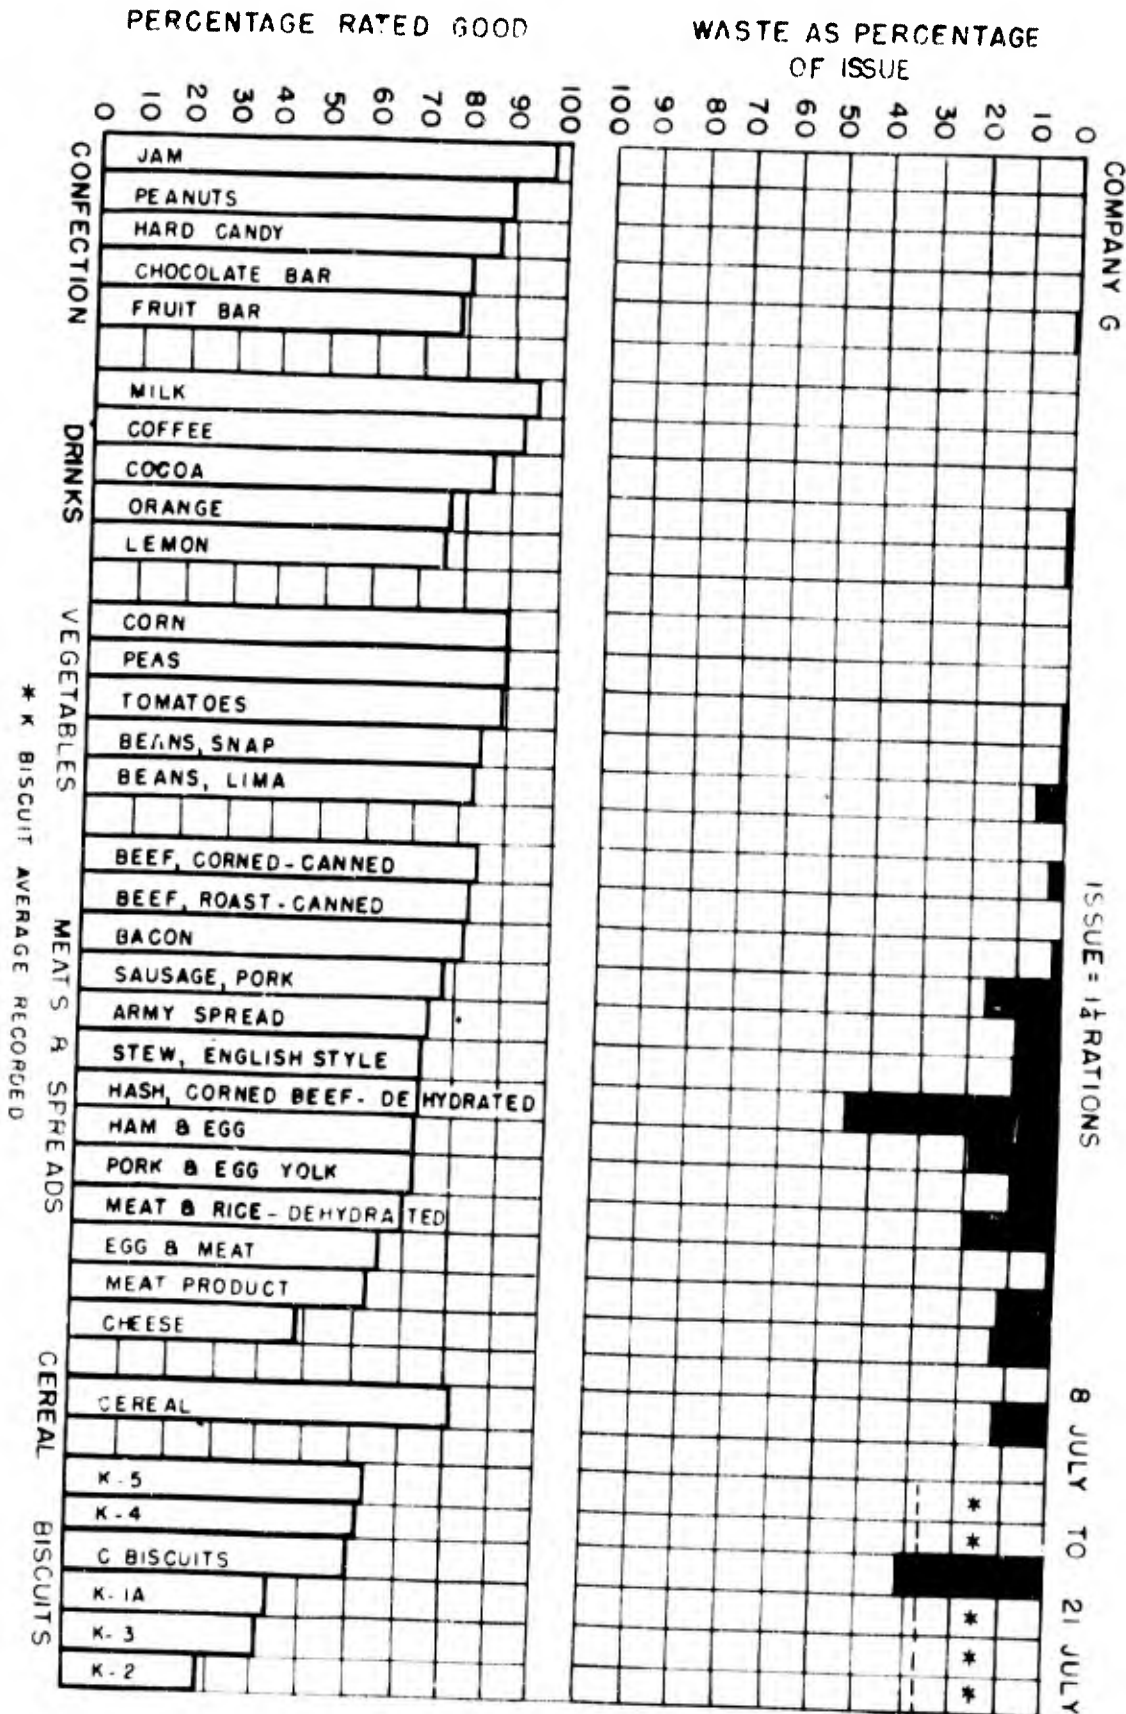 PERCENTAGE RATED GOOD
WASTE AS PERCENTAGE
OF ISSUE
0 10 20 30 40 50 60 70 80 90 100
100 90 80 70 60 50 40 30 20 10 0
COMPANY G
ISSUE = 1 1/4 RATIONS
8 JULY TO 21 JULY
CONFECTION
JAM
PEANUTS
HARD CANDY
CHOCOLATE BAR
FRUIT BAR
DRINKS
MILK
COFFEE
COCOA
ORANGE
LEMON
VEGETABLES
CORN
PEAS
TOMATOES
BEANS, SNAP
BEANS, LIMA
MEATS & SPREADS
BEEF, CORNED-CANNED
BEEF, ROAST-CANNED
BACON
SAUSAGE, PORK
ARMY SPREAD
STEW, ENGLISH STYLE
HASH, CORNED BEEF-DEHYDRATED
HAM & EGG
PORK & EGG YOLK
MEAT & RICE-DEHYDRATED
EGG & MEAT
MEAT PRODUCT
CHEESE
CEREAL
CEREAL
BISCUITS
K-5 *
K-4 *
C BISCUITS
K-1A *
K-3 *
K-2 *
* K BISCUIT AVERAGE RECORDED